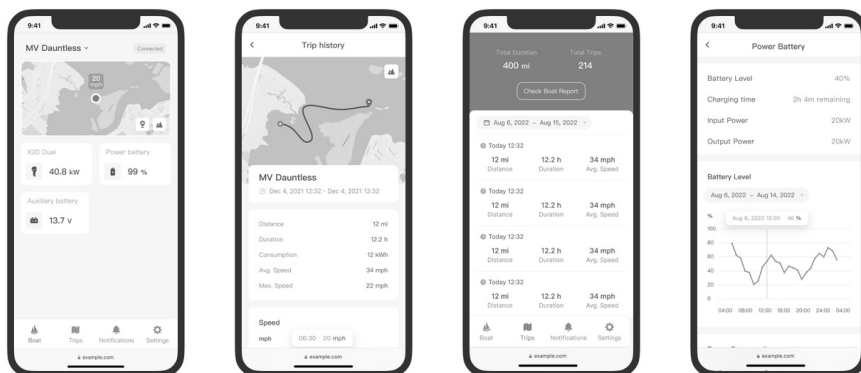 9:41
MV Dauntless
Connected
20
mph
X20 Dual
40.8 kW
Power battery
99 %
Auxiliary battery
13.7 V
Boat Trips Notifications Settings
example.com
9:41
Trip history
MV Dauntless
Dec 4, 2021 12:32 - Dec 4, 2021 12:32
Distance 12 mi
Duration 12.2 h
Consumption 12 kWh
Avg. Speed 34 mph
Max. Speed 22 mph
Speed
mph 06:30 20 mph
example.com
9:41
Total Duration Total Trips
400 mi 214
Check Boat Report
Aug 6, 2022 - Aug 15, 2022
Today 12:32
12 mi 12.2 h 34 mph
Distance Duration Avg. Speed
Today 12:32
12 mi 12.2 h 34 mph
Distance Duration Avg. Speed
Today 12:32
12 mi 12.2 h 34 mph
Distance Duration Avg. Speed
Today 12:32
12 mi 12.2 h 34 mph
Distance Duration Avg. Speed
Boat Trips Notifications Settings
example.com
9:41
Power Battery
Battery Level 40%
Charging time 2h 4m remaining
Input Power 20kW
Output Power 20kW
Battery Level
Aug 6, 2022 - Aug 14, 2022
% Aug 6, 2022 12:00 40 %
100
80
60
40
20
0
04:00 08:00 12:00 16:00 20:00 24:00 04:00
example.com